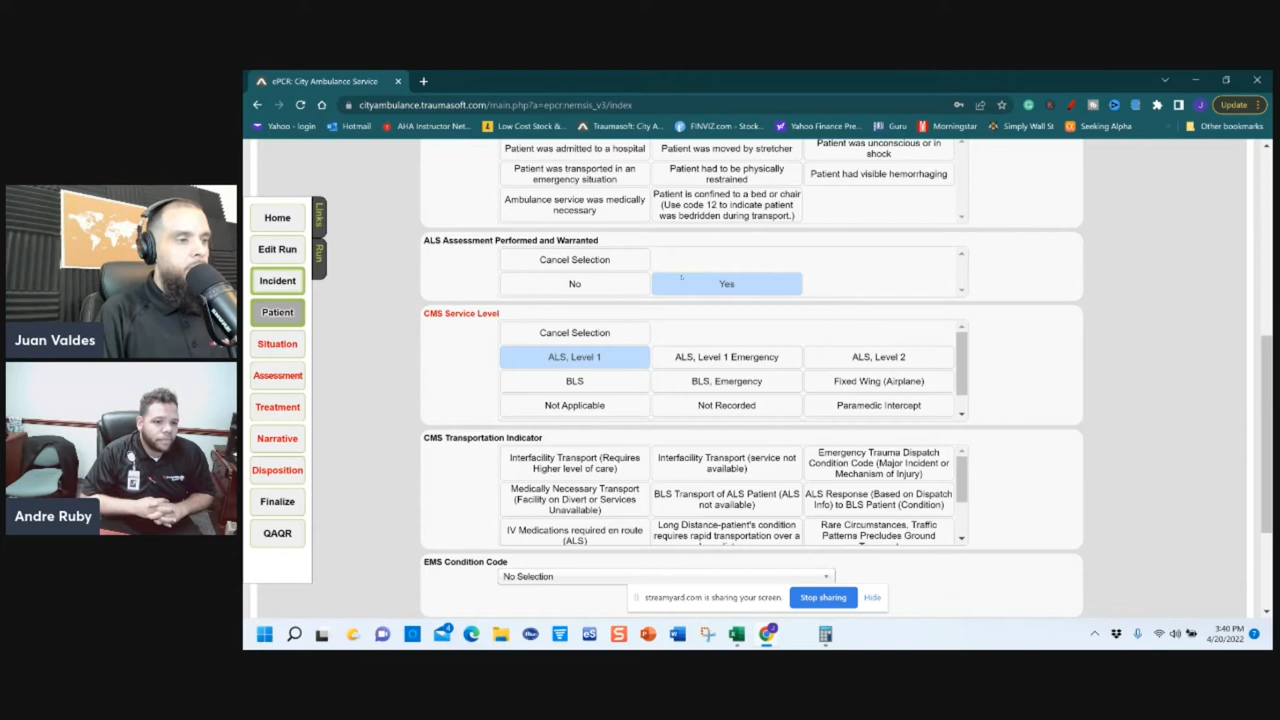 ePCR: City Ambulance Service
cityambulance.traumasoft.com/main.php?a=epcr:nemsis_v3/index
Update
Yahoo - login
Hotmail
AHA Instructor Net...
Low Cost Stock &...
Traumasoft: City A...
FINVIZ.com - Stock...
Yahoo Finance Pre...
Guru
Morningstar
Simply Wall St
Seeking Alpha
Other bookmarks
Patient was admitted to a hospital
Patient was moved by stretcher
Patient was unconscious or in
shock
Patient was transported in an
emergency situation
Patient had to be physically
restrained
Patient had visible hemorrhaging
Ambulance service was medically
necessary
Patient is confined to a bed or chair
(Use code 12 to indicate patient
was bedridden during transport.)
Links
Run
Home
Edit Run
Incident
Patient
Situation
Assessment
Treatment
Narrative
Disposition
Finalize
QAQR
ALS Assessment Performed and Warranted
Cancel Selection
No
Yes
CMS Service Level
Cancel Selection
ALS, Level 1
ALS, Level 1 Emergency
ALS, Level 2
BLS
BLS, Emergency
Fixed Wing (Airplane)
Not Applicable
Not Recorded
Paramedic Intercept
CMS Transportation Indicator
Interfacility Transport (Requires
Higher level of care)
Interfacility Transport (service not
available)
Emergency Trauma Dispatch
Condition Code (Major Incident or
Mechanism of Injury)
Medically Necessary Transport
(Facility on Divert or Services
Unavailable)
BLS Transport of ALS Patient (ALS
not available)
ALS Response (Based on Dispatch
Info) to BLS Patient (Condition)
IV Medications required en route
(ALS)
Long Distance-patient's condition
requires rapid transportation over a
Rare Circumstances, Traffic
Patterns Precludes Ground
EMS Condition Code
No Selection
streamyard.com is sharing your screen.
Stop sharing
Hide
3:40 PM
4/20/2022
Juan Valdes
Andre Ruby